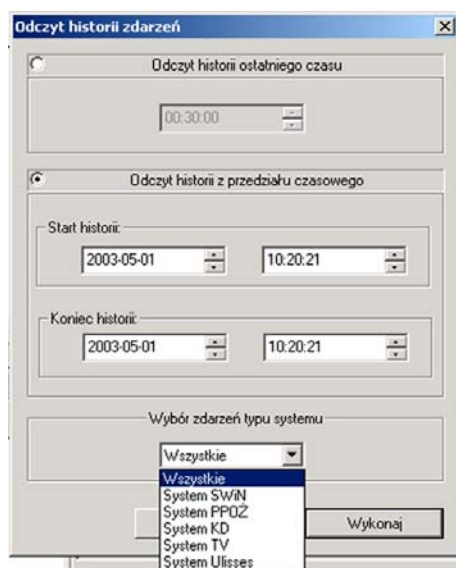 Odczyt historii zdarzeń
Odczyt historii ostatniego czasu
00:30:00
Odczyt historii z przedziału czasowego
Start historii:
2003-05-01 10:20:21
Koniec historii:
2003-05-01 10:20:21
Wybór zdarzeń typu systemu
Wszystkie
Wszystkie
System SWiN
System PPOŻ
System KD
System TV
System Ulisses
Wykonaj